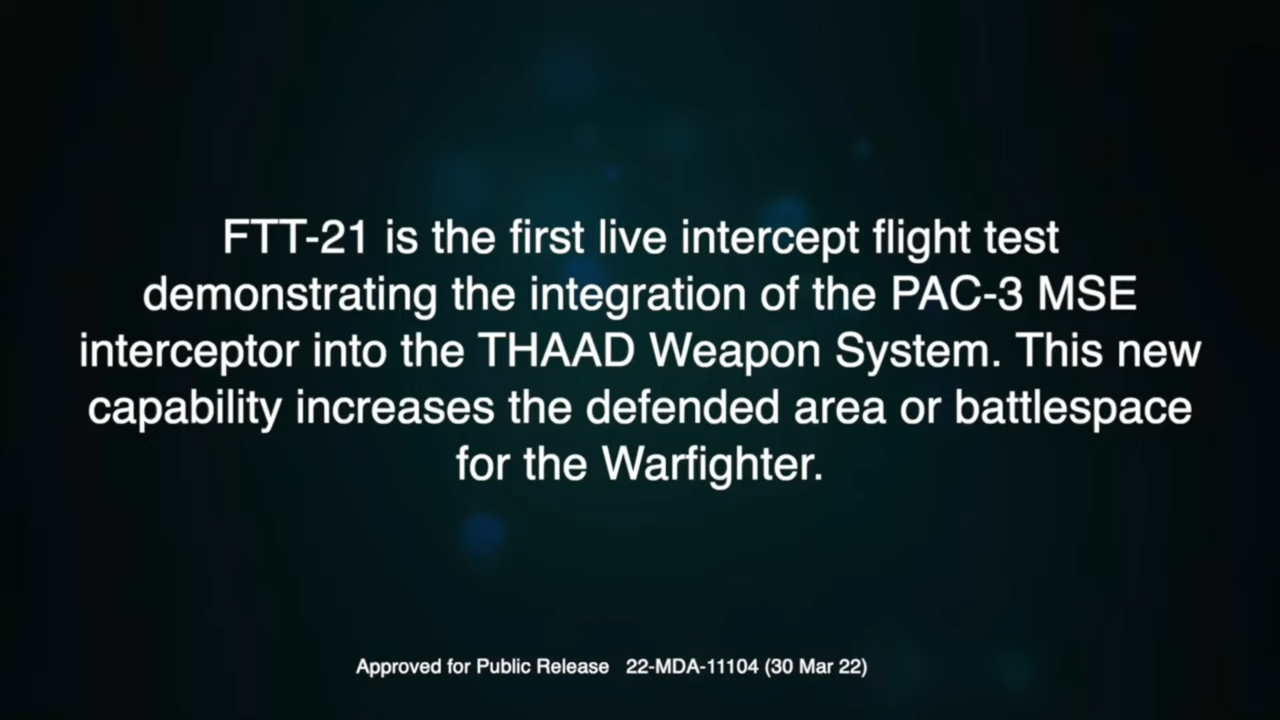 FTT-21 is the first live intercept flight test
demonstrating the integration of the PAC-3 MSE
interceptor into the THAAD Weapon System. This new
capability increases the defended area or battlespace
for the Warfighter.
Approved for Public Release 22-MDA-11104 (30 Mar 22)